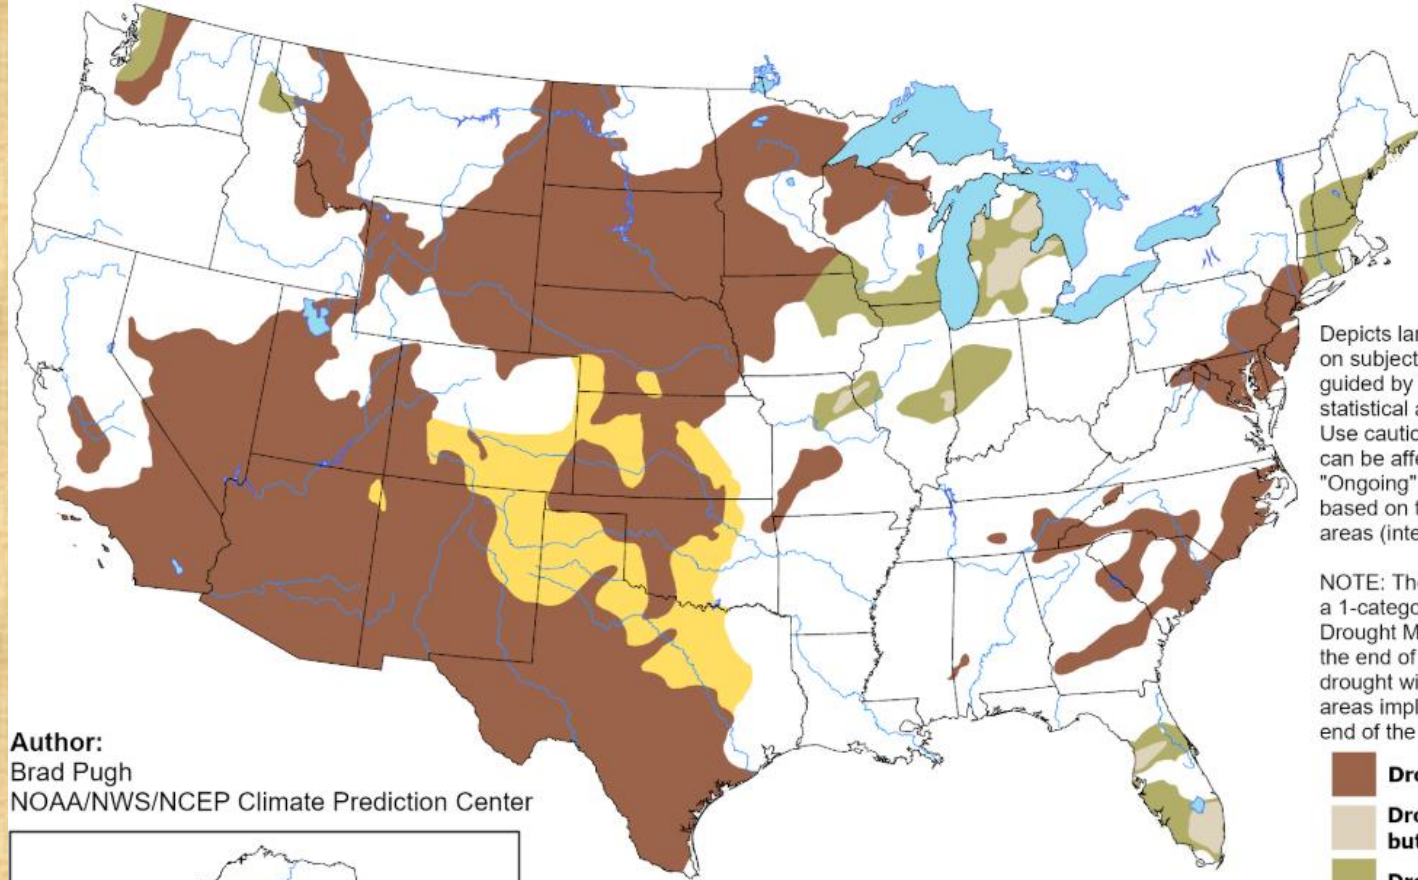 Depicts lar
on subject
guided by
statistical a
Use cautio
can be affe
"Ongoing"
based on t
areas (inte
NOTE: The
a 1-catego
Drought M
the end of
drought wi
areas impl
end of the
Author:
Brad Pugh
NOAA/NWS/NCEP Climate Prediction Center
Dro
Dro
but